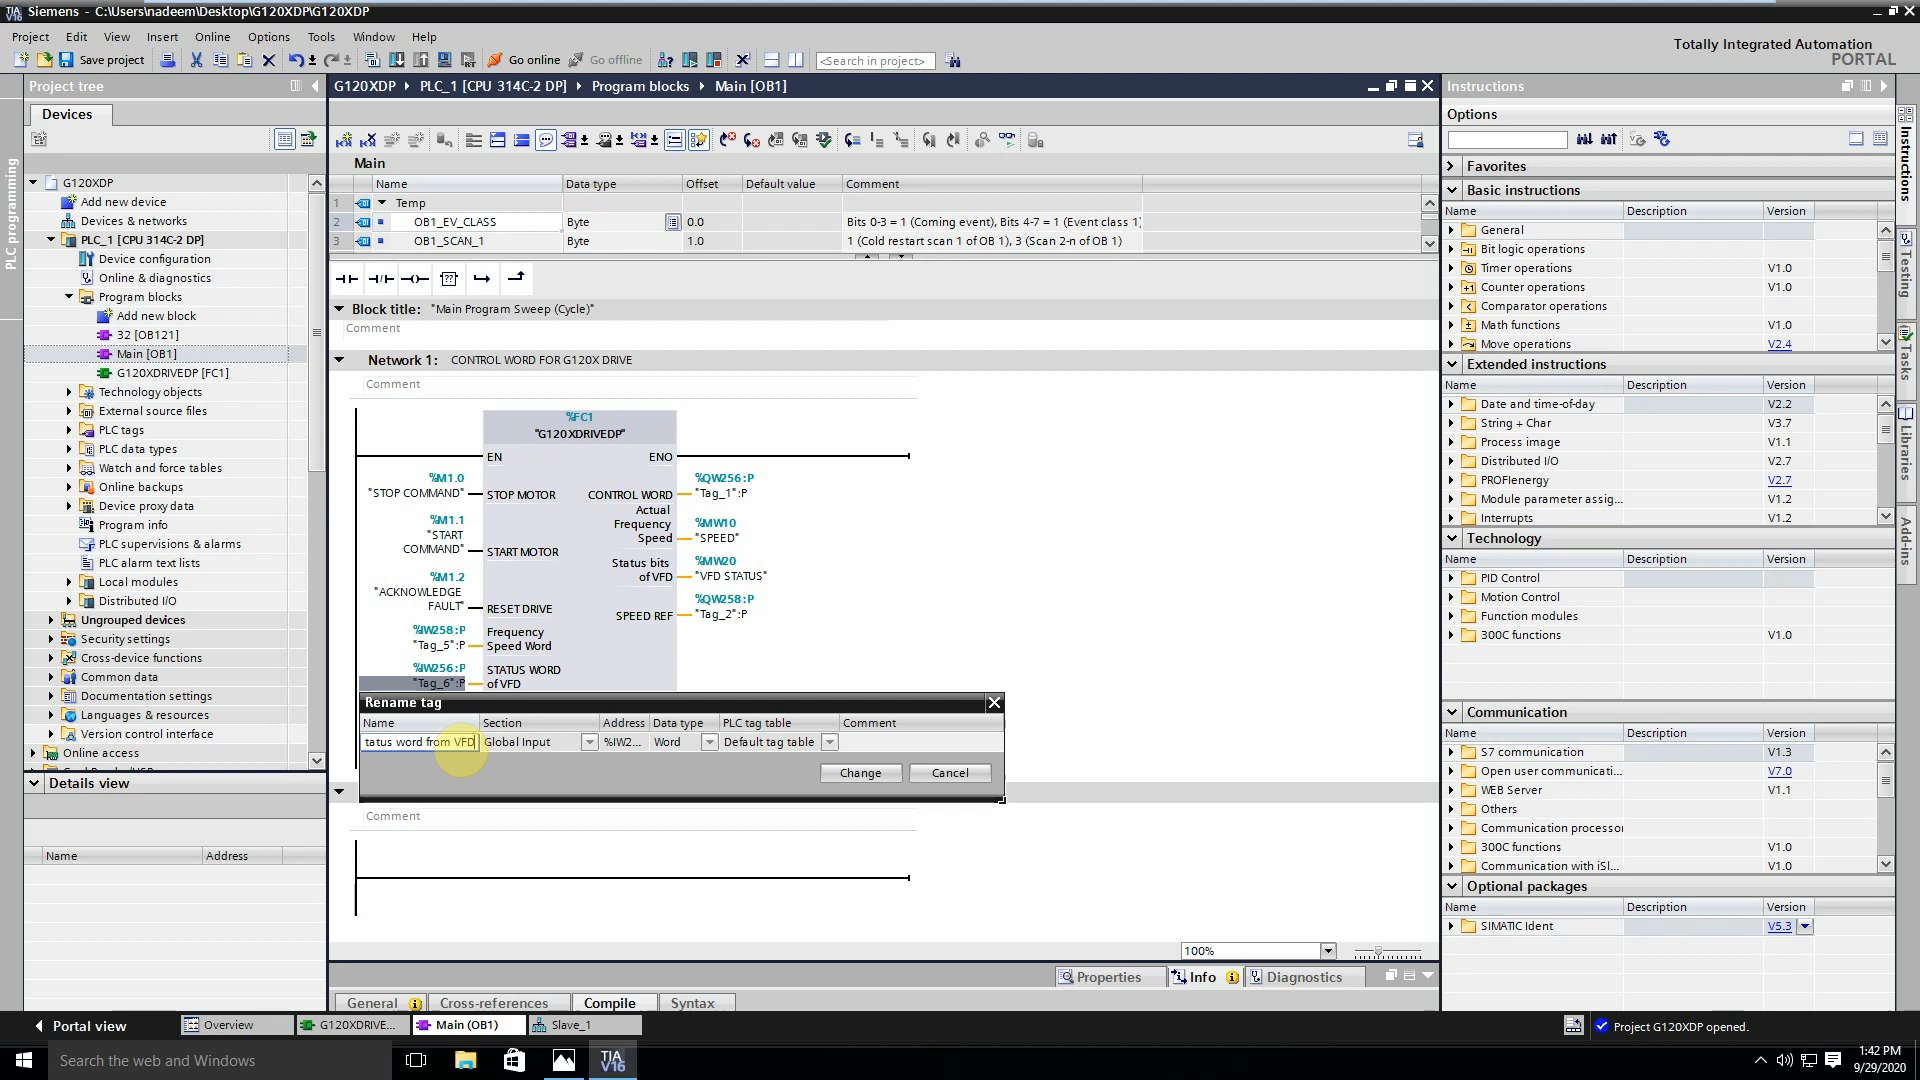 Siemens - C:\Users\nadeem\Desktop\G120XDP\G120XDP
Project Edit View Insert Online Options Tools Window Help
Totally Integrated Automation
PORTAL
Save project
Go online
Go offline
<Search in project>
Project tree
Devices
PLC programming
G120XDP
Add new device
Devices & networks
PLC_1 [CPU 314C-2 DP]
Device configuration
Online & diagnostics
Program blocks
Add new block
32 [OB121]
Main [OB1]
G120XDRIVEDP [FC1]
Technology objects
External source files
PLC tags
PLC data types
Watch and force tables
Online backups
Device proxy data
Program info
PLC supervisions & alarms
PLC alarm text lists
Local modules
Distributed I/O
Ungrouped devices
Security settings
Cross-device functions
Common data
Documentation settings
Languages & resources
Version control interface
Online access
Details view
Name Address
G120XDP PLC_1 [CPU 314C-2 DP] Program blocks Main [OB1]
Main
Name Data type Offset Default value Comment
1 Temp
2 OB1_EV_CLASS Byte 0.0 Bits 0-3 = 1 (Coming event), Bits 4-7 = 1 (Event class 1)
3 OB1_SCAN_1 Byte 1.0 1 (Cold restart scan 1 of OB 1), 3 (Scan 2-n of OB 1)
Block title: "Main Program Sweep (Cycle)"
Comment
Network 1: CONTROL WORD FOR G120X DRIVE
Comment
%FC1
"G120XDRIVEDP"
EN ENO
%M1.0
"STOP COMMAND" STOP MOTOR
%M1.1
"START
COMMAND" START MOTOR
%M1.2
"ACKNOWLEDGE
FAULT" RESET DRIVE
%IW258:P
"Tag_5":P
Frequency
Speed Word
%IW256:P
"Tag_6":P
STATUS WORD
of VFD
CONTROL WORD
%QW256:P
"Tag_1":P
Actual
Frequency
Speed
%MW10
"SPEED"
Status bits
of VFD
%MW20
"VFD STATUS"
SPEED REF
%QW258:P
"Tag_2":P
Rename tag
Name Section Address Data type PLC tag table Comment
tatus word from VFD Global Input %IW2... Word Default tag table
Change Cancel
Comment
100%
Properties Info Diagnostics
General Cross-references Compile Syntax
Instructions
Options
Favorites
Basic instructions
Name Description Version
General
Bit logic operations
Timer operations V1.0
Counter operations V1.0
Comparator operations
Math functions V1.0
Move operations V2.4
Extended instructions
Name Description Version
Date and time-of-day V2.2
String + Char V3.7
Process image V1.1
Distributed I/O V2.7
PROFIenergy V2.7
Module parameter assig... V1.2
Interrupts V1.2
Technology
Name Description Version
PID Control
Motion Control
Function modules
300C functions V1.0
Communication
Name Description Version
S7 communication V1.3
Open user communicati... V7.0
WEB Server V1.1
Others
Communication processor
300C functions V1.0
Communication with iSl... V1.0
Optional packages
Name Description Version
SIMATIC Ident V5.3
Instructions
Testing
Tasks
Libraries
Add-ins
Portal view
Overview
G120XDRIVE...
Main (OB1)
Slave_1
Project G120XDP opened.
Search the web and Windows
TIA
V16
1:42 PM
9/29/2020